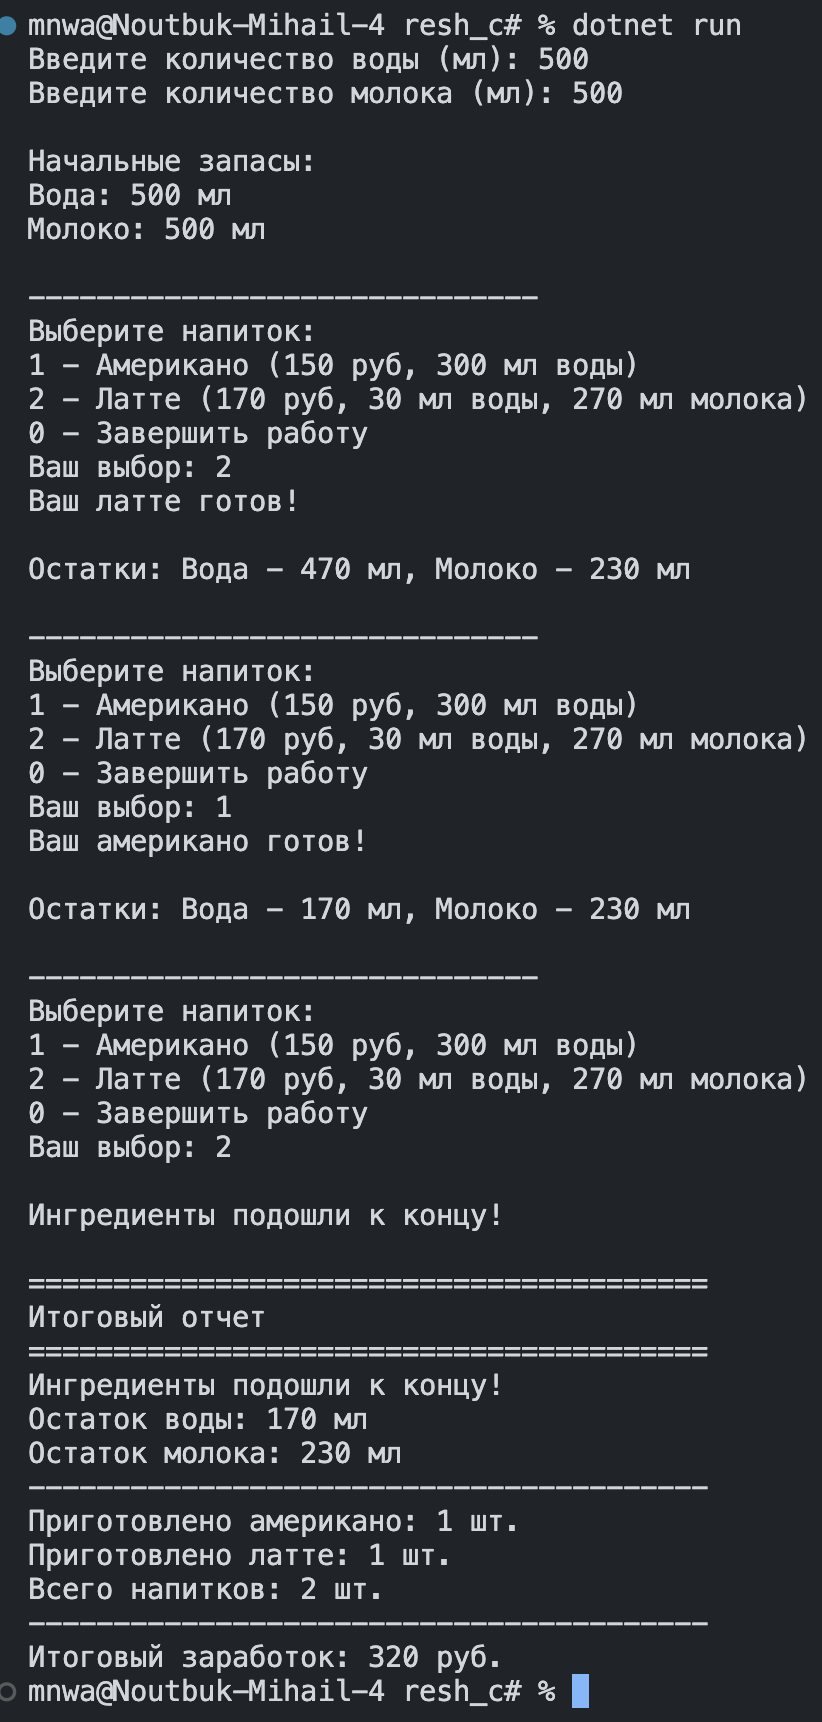 mnwa@Noutbuk-Mihail-4 resh_c# % dotnet run
Введите количество воды (мл): 500
Введите количество молока (мл): 500
Начальные запасы:
Вода: 500 мл
Молоко: 500 мл
------------------------------
Выберите напиток:
1 - Американо (150 руб, 300 мл воды)
2 - Латте (170 руб, 30 мл воды, 270 мл молока)
0 - Завершить работу
Ваш выбор: 2
Ваш латте готов!
Остатки: Вода - 470 мл, Молоко - 230 мл
------------------------------
Выберите напиток:
1 - Американо (150 руб, 300 мл воды)
2 - Латте (170 руб, 30 мл воды, 270 мл молока)
0 - Завершить работу
Ваш выбор: 1
Ваш американо готов!
Остатки: Вода - 170 мл, Молоко - 230 мл
------------------------------
Выберите напиток:
1 - Американо (150 руб, 300 мл воды)
2 - Латте (170 руб, 30 мл воды, 270 мл молока)
0 - Завершить работу
Ваш выбор: 2
Ингредиенты подошли к концу!
========================================
Итоговый отчет
========================================
Ингредиенты подошли к концу!
Остаток воды: 170 мл
Остаток молока: 230 мл
----------------------------------------
Приготовлено американо: 1 шт.
Приготовлено латте: 1 шт.
Всего напитков: 2 шт.
----------------------------------------
Итоговый заработок: 320 руб.
mnwa@Noutbuk-Mihail-4 resh_c# %